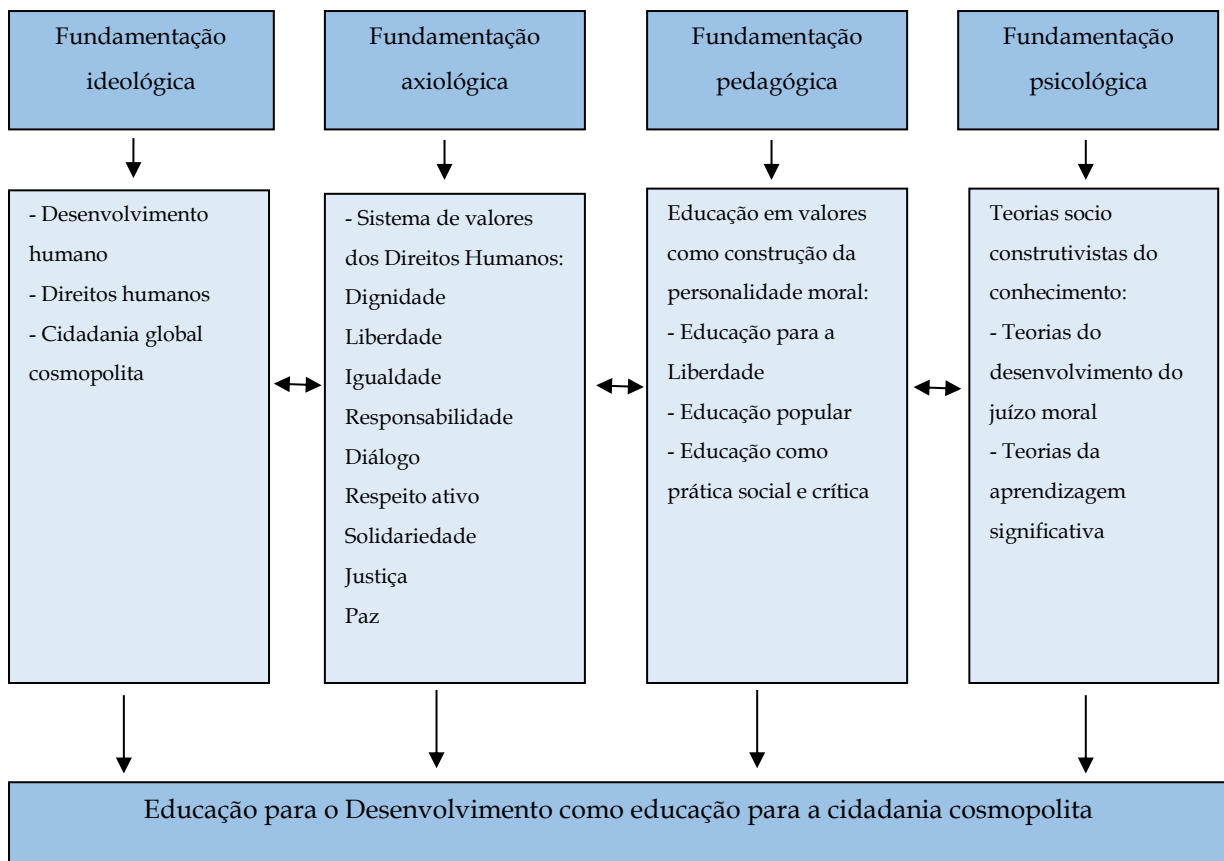 Fundamentação
ideológica
Fundamentação
axiológica
Fundamentação
pedagógica
Fundamentação
psicológica
- Desenvolvimento
humano
- Direitos humanos
- Cidadania global
cosmopolita
- Sistema de valores
dos Direitos Humanos:
Dignidade
Liberdade
Igualdade
Responsabilidade
Diálogo
Respeito ativo
Solidariedade
Justiça
Paz
Educação em valores
como construção da
personalidade moral:
- Educação para a
Liberdade
- Educação popular
- Educação como
prática social e crítica
Teorias socio
construtivistas do
conhecimento:
- Teorias do
desenvolvimento do
juízo moral
- Teorias da
aprendizagem
significativa
Educação para o Desenvolvimento como educação para a cidadania cosmopolita